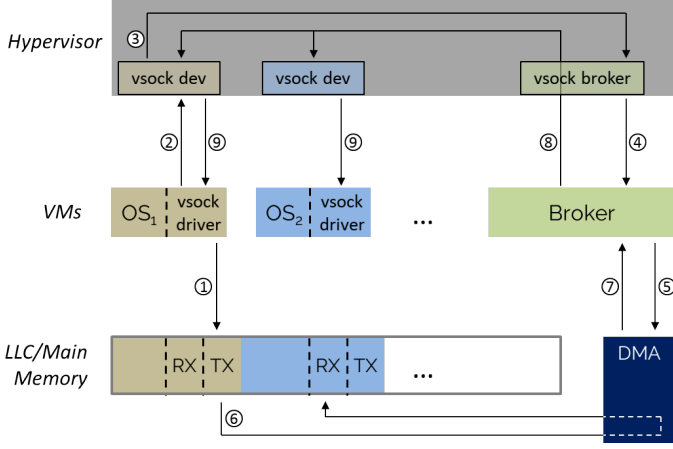 Hypervisor
③
vsock dev
vsock dev
vsock broker
②
⑨
⑨
⑧
④
VMs
OS1
vsock
driver
OS2
vsock
driver
...
Broker
①
⑦
⑤
LLC/Main
Memory
RX
TX
RX
TX
...
DMA
⑥